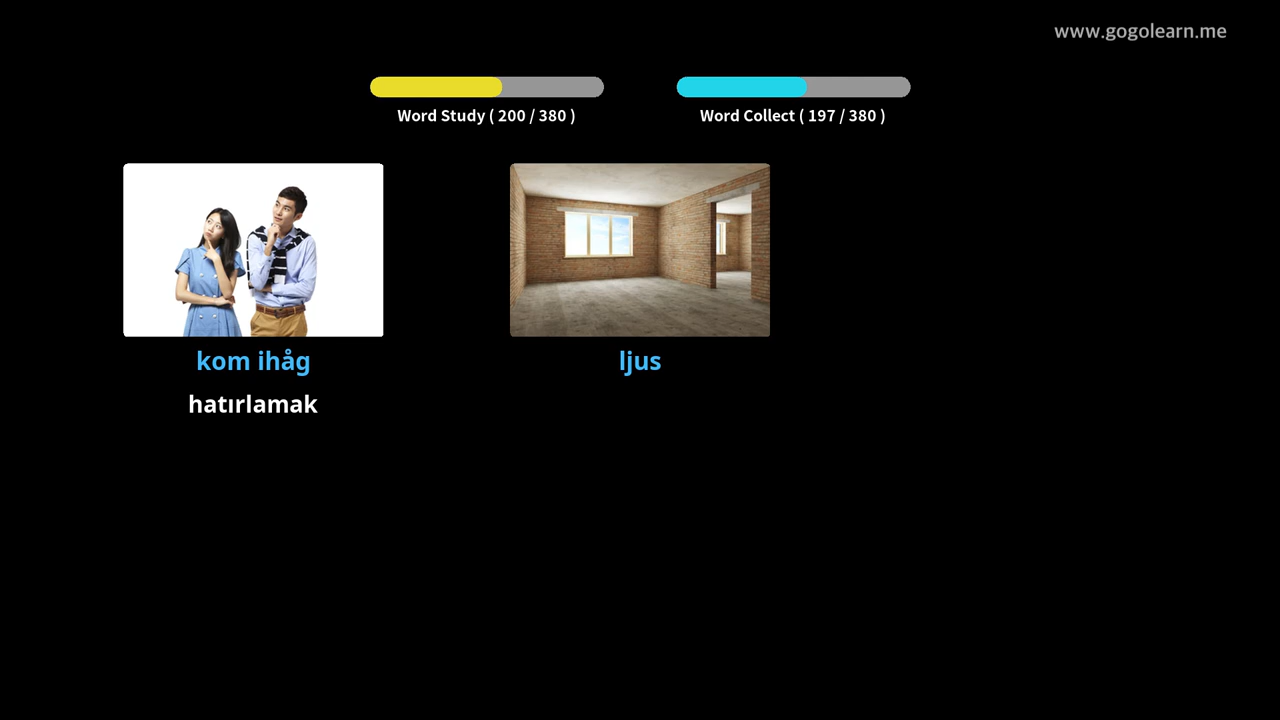 www.gogolearn.me
Word Study ( 200 / 380 )
Word Collect ( 197 / 380 )
kom ihåg
ljus
hatırlamak